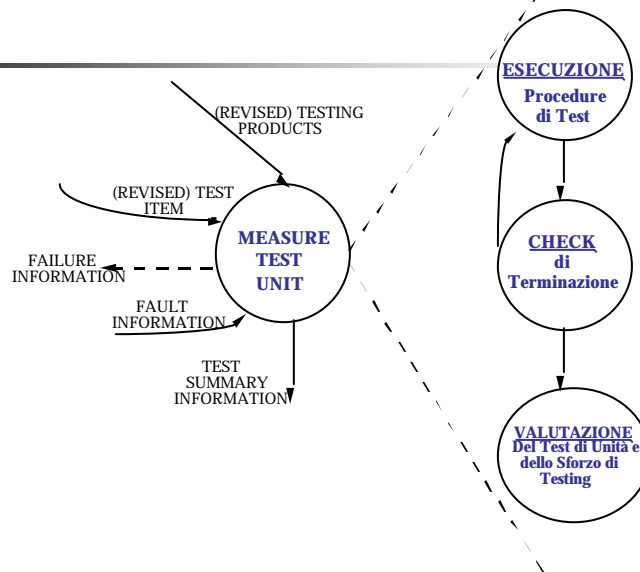 (REVISED) TESTING
PRODUCTS
(REVISED) TEST
ITEM
MEASURE
TEST
UNIT
FAILURE
INFORMATION
FAULT
INFORMATION
TEST
SUMMARY
INFORMATION
ESECUZIONE
Procedure
di Test
CHECK
di
Terminazione
VALUTAZIONE
Del Test di Unità e
dello Sforzo di
Testing